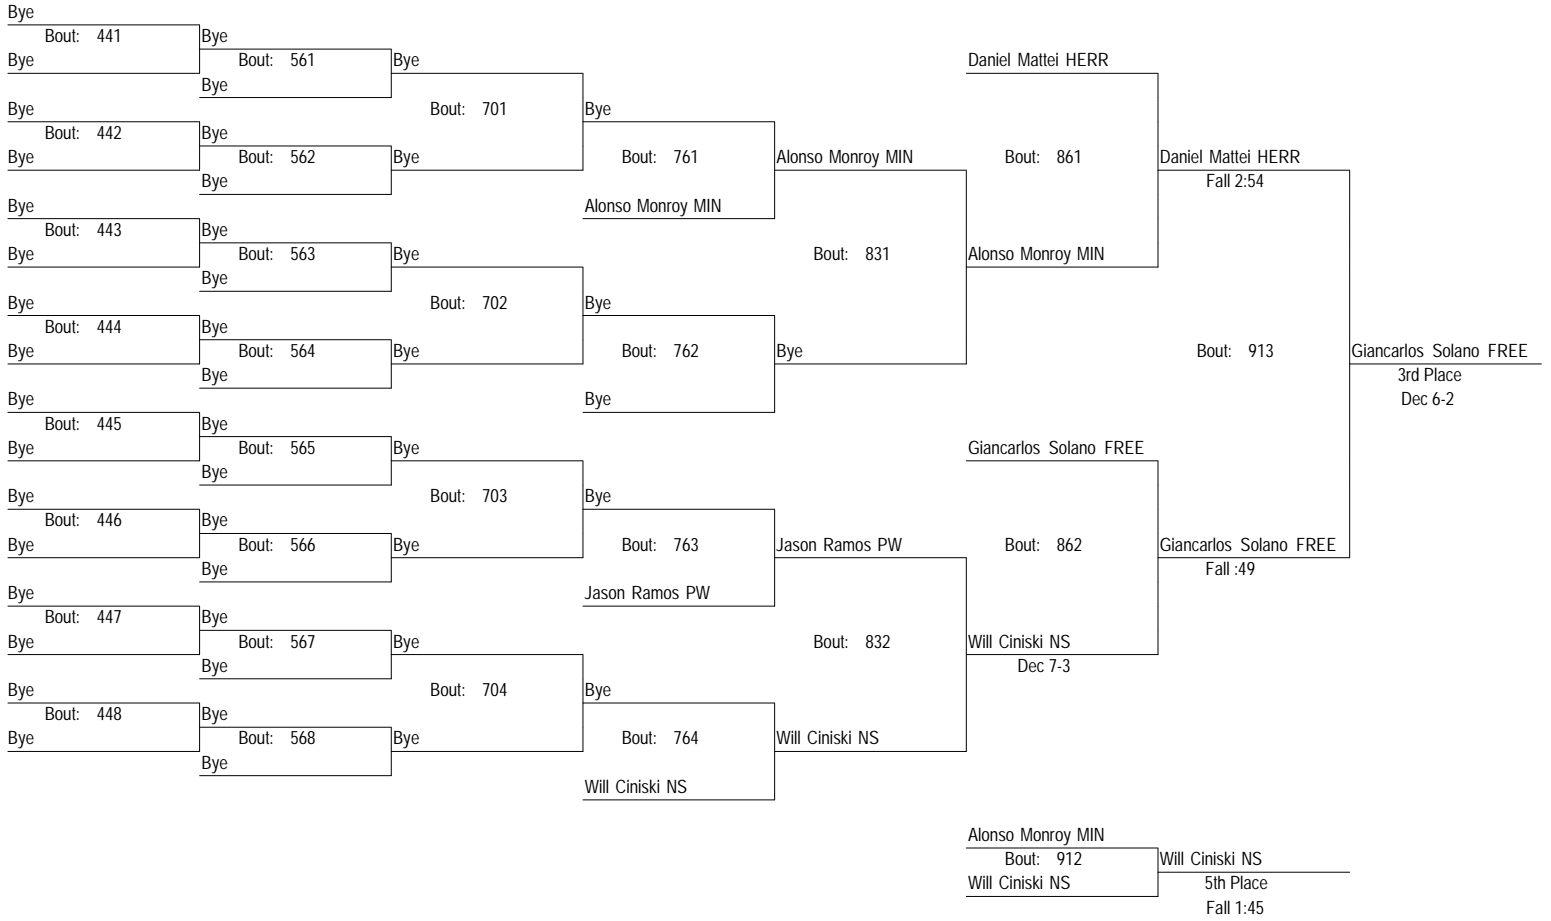 Bye
Bout: 441 Bye
Bye Bout: 561 Bye Daniel Mattei HERR
Bye
Bye Bout: 701 Bye
Bout: 442 Bye
Bye Bout: 562 Bye Bout: 761 Alonso Monroy MIN Bout: 861 Daniel Mattei HERR
Bye Fall 2:54
Bye Alonso Monroy MIN
Bout: 443 Bye
Bye Bout: 563 Bye Bout: 831 Alonso Monroy MIN
Bye
Bye Bout: 702 Bye
Bout: 444 Bye
Bye Bout: 564 Bye Bout: 762 Bye Bout: 913 Giancarlos Solano FREE
Bye 3rd Place
Bye Bye Dec 6-2
Bout: 445 Bye
Bye Bout: 565 Bye Giancarlos Solano FREE
Bye
Bye Bout: 703 Bye
Bout: 446 Bye
Bye Bout: 566 Bye Bout: 763 Jason Ramos PW Bout: 862 Giancarlos Solano FREE
Bye Fall :49
Bye Jason Ramos PW
Bout: 447 Bye
Bye Bout: 567 Bye Bout: 832 Will Ciniski NS
Bye Dec 7-3
Bye Bout: 704 Bye
Bout: 448 Bye
Bye Bout: 568 Bye Bout: 764 Will Ciniski NS
Bye
Will Ciniski NS
Alonso Monroy MIN
Bout: 912 Will Ciniski NS
Will Ciniski NS 5th Place
Fall 1:45